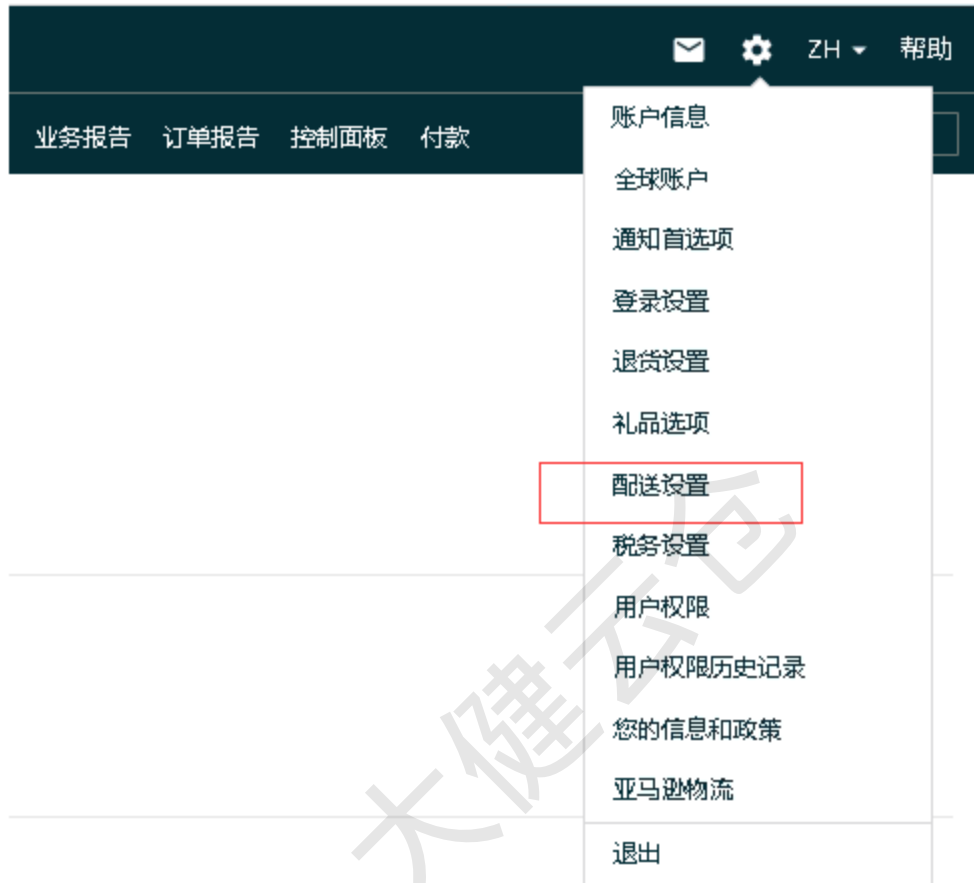 ZH 帮助
业务报告 订单报告 控制面板 付款
账户信息
全球账户
通知首选项
登录设置
退货设置
礼品选项
配送设置
税务设置
用户权限
用户权限历史记录
您的信息和政策
亚马逊物流
退出
大健云仓